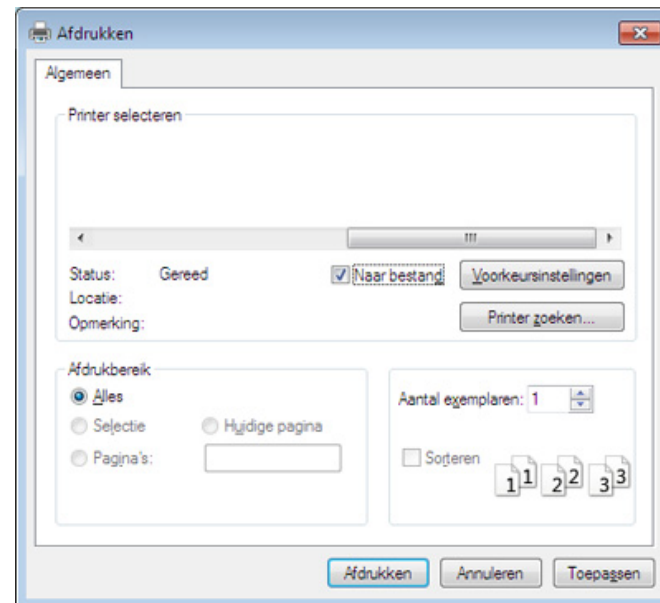 Afdrukken
Algemeen
Printer selecteren
Status: Gereed
Naar bestand
Voorkeursinstellingen
Locatie:
Opmerking:
Printer zoeken...
Afdrukbereik
Alles
Selectie
Huidige pagina
Pagina's:
Aantal exemplaren: 1
Sorteren
1 1 2 2 3 3
Afdrukken
Annuleren
Toepassen